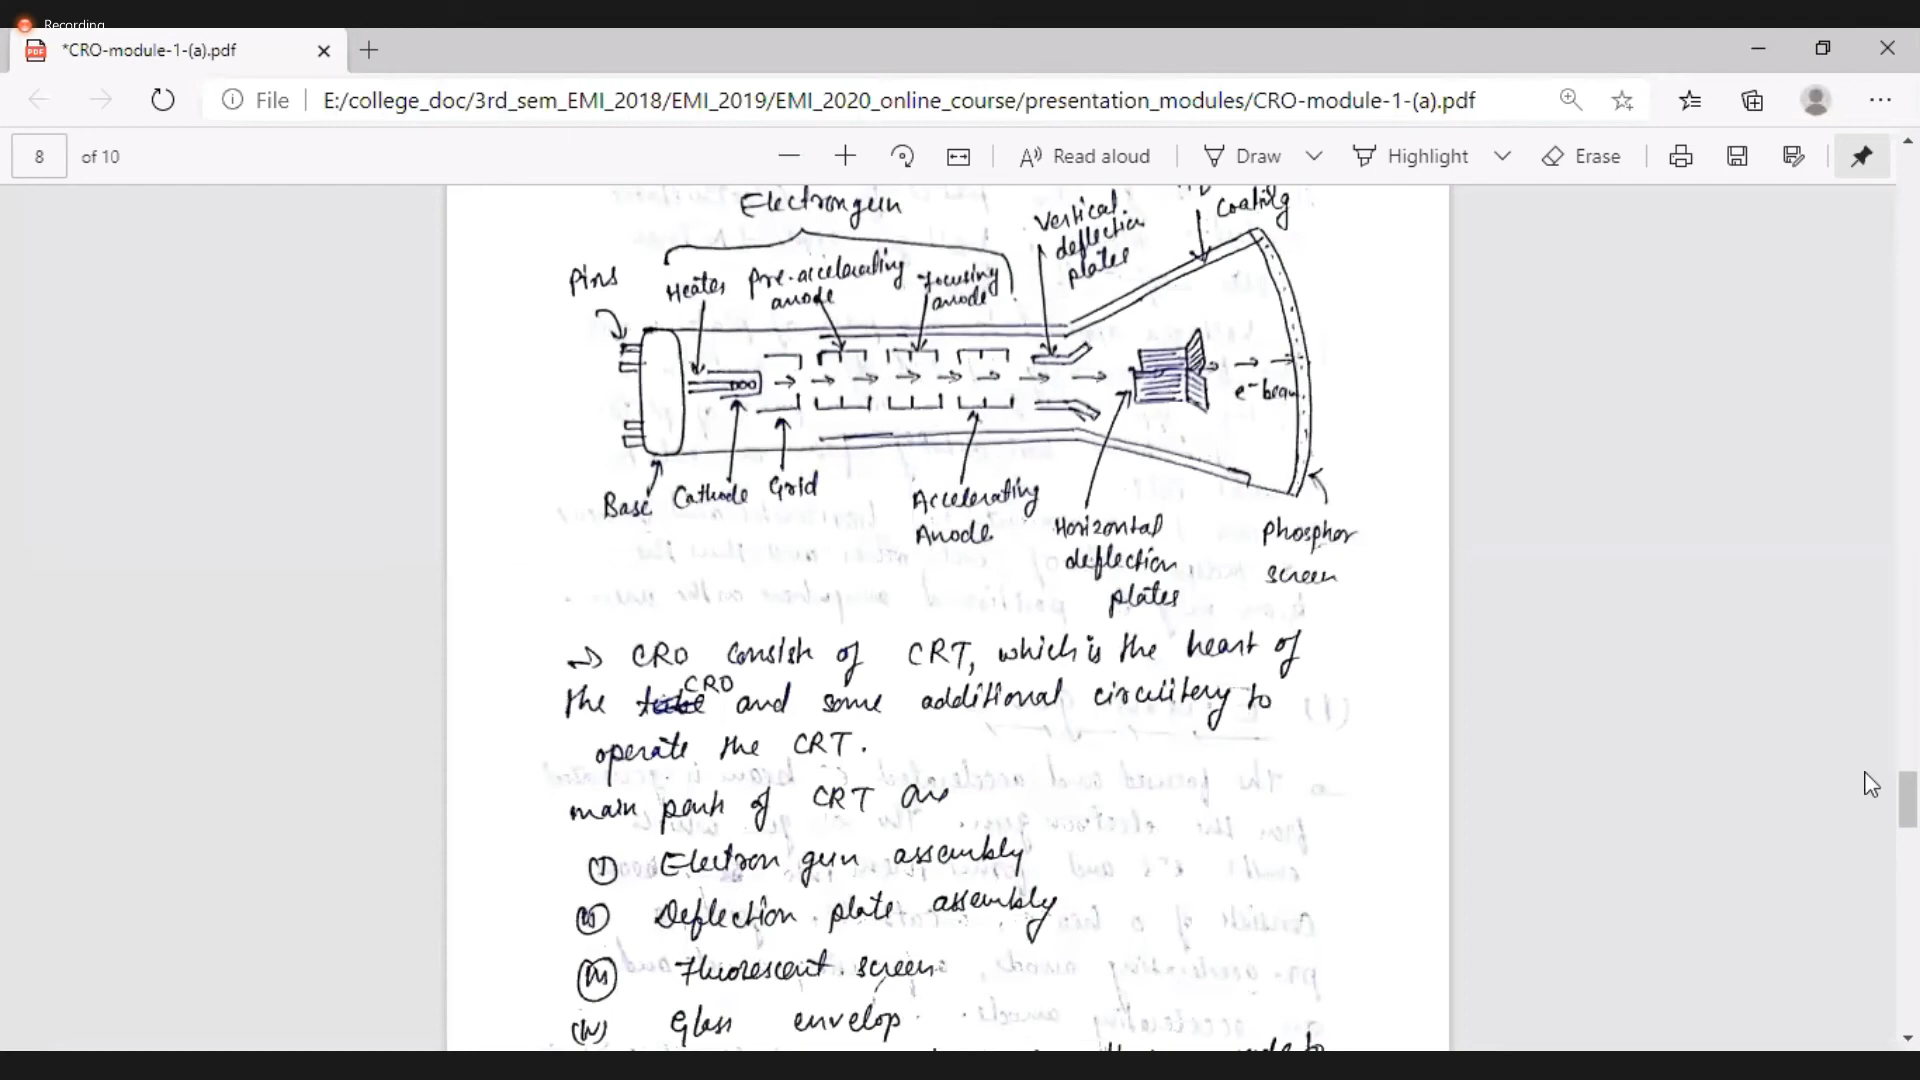 Recording
*CRO-module-1-(a).pdf
File
E:/college_doc/3rd_sem_EMI_2018/EMI_2019/EMI_2020_online_course/presentation_modules/CRO-module-1-(a).pdf
8 of 10
Read aloud
Draw
Highlight
Erase
Electron gun
Vertical deflection plates
Coating
Pins
Heater
Pre-accelerating anode
focusing anode
e⁻ beam
Base
Cathode
Grid
Accelerating Anode
Horizontal deflection plates
Phosphor screen
→ CRO consist of CRT, which is the heart of
the CRO and some additional circuitery to
operate the CRT.
main part of CRT are
(I) Electron gun assembly
(II) Deflection plate assembly
(III) Fluorescent screen
(IV) Glass envelop.